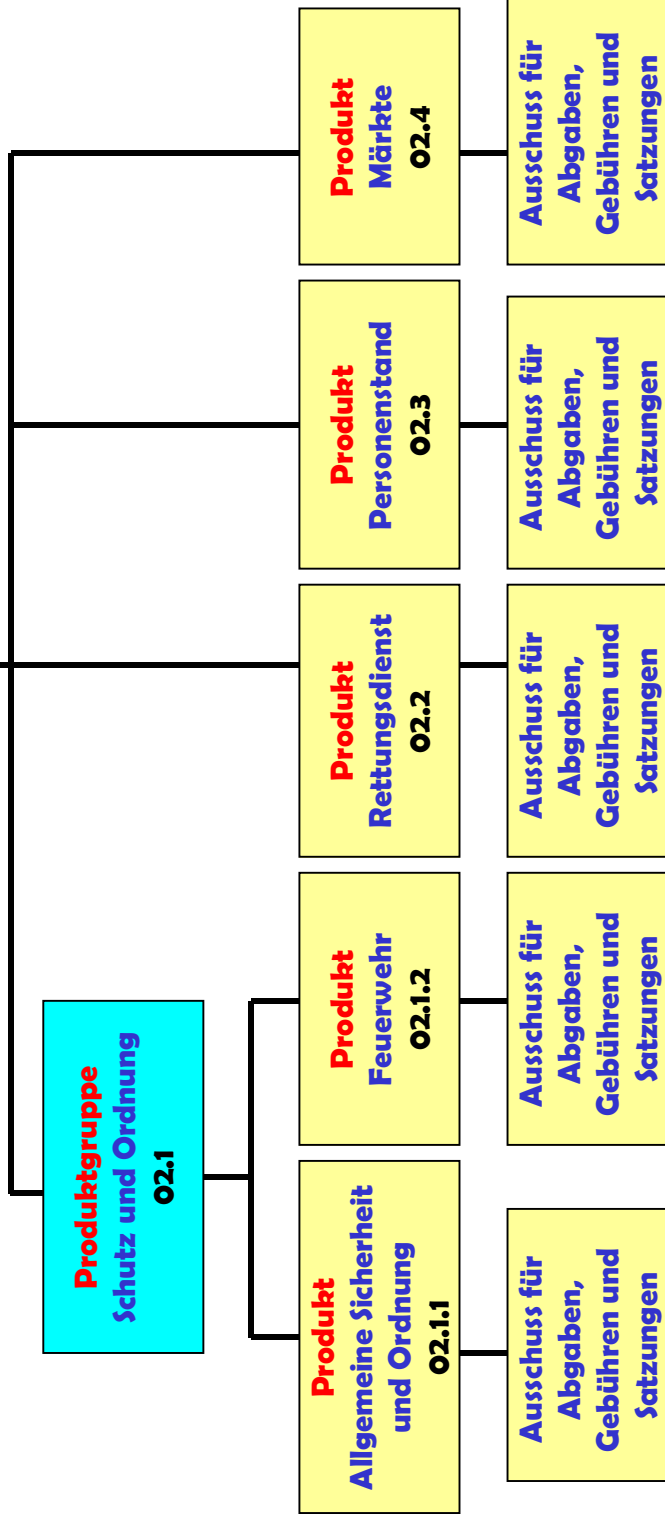 Produktgruppe
Schutz und Ordnung
02.1
Produkt
Allgemeine Sicherheit
und Ordnung
02.1.1
Produkt
Feuerwehr
02.1.2
Produkt
Rettungsdienst
02.2
Produkt
Personenstand
02.3
Produkt
Märkte
02.4
Ausschuss für
Abgaben,
Gebühren und
Satzungen
Ausschuss für
Abgaben,
Gebühren und
Satzungen
Ausschuss für
Abgaben,
Gebühren und
Satzungen
Ausschuss für
Abgaben,
Gebühren und
Satzungen
Ausschuss für
Abgaben,
Gebühren und
Satzungen